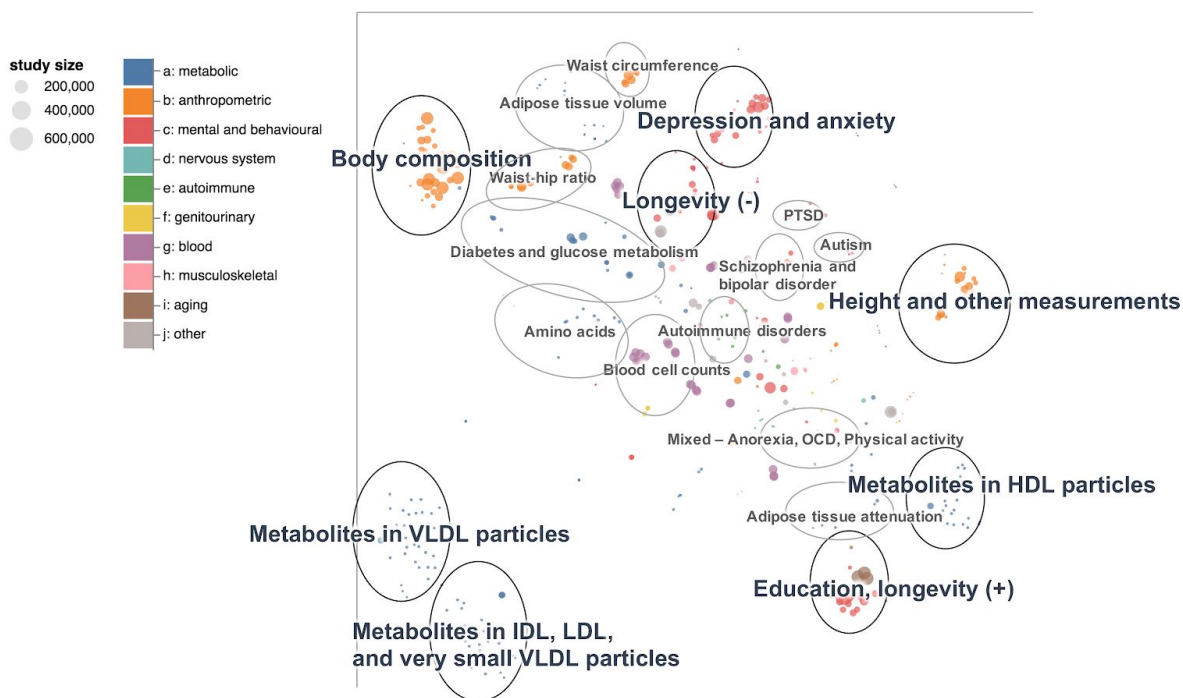 study size
200,000
400,000
600,000
a: metabolic
b: anthropometric
c: mental and behavioural
d: nervous system
e: autoimmune
f: genitourinary
g: blood
h: musculoskeletal
i: aging
j: other
Waist circumference
Adipose tissue volume
Depression and anxiety
Body composition
Waist-hip ratio
Longevity (-)
PTSD
Autism
Diabetes and glucose metabolism
Schizophrenia and
bipolar disorder
Height and other measurements
Amino acids
Autoimmune disorders
Blood cell counts
Mixed – Anorexia, OCD, Physical activity
Metabolites in HDL particles
Adipose tissue attenuation
Metabolites in VLDL particles
Education, longevity (+)
Metabolites in IDL, LDL,
and very small VLDL particles